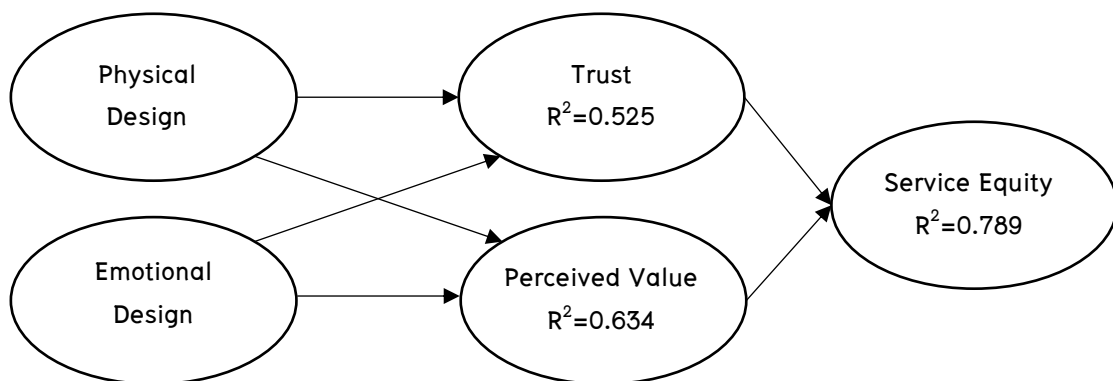 Physical
Design
Trust
R²=0.525
Service Equity
R²=0.789
Emotional
Design
Perceived Value
R²=0.634